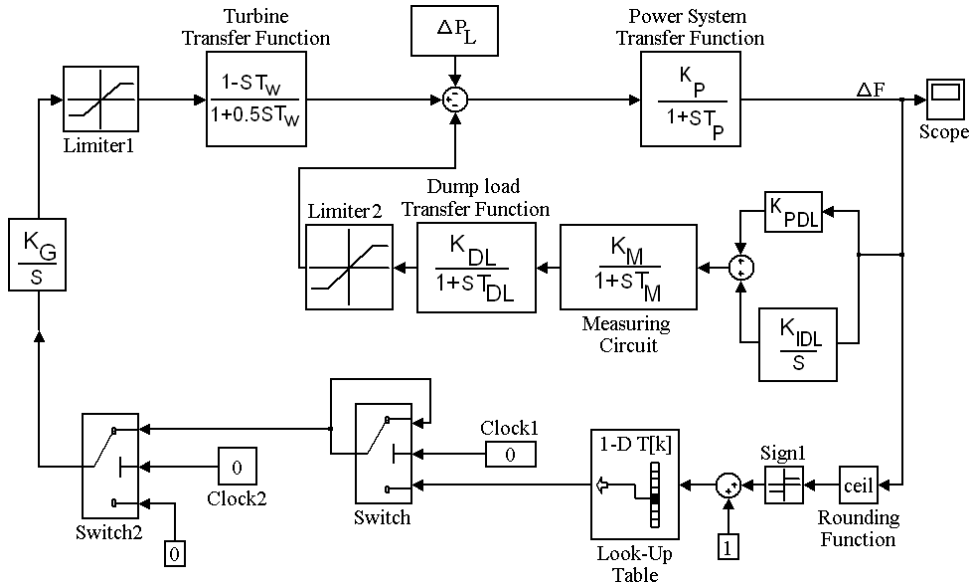 Turbine
Transfer Function
1-ST_W
1+0.5ST_W
ΔP_L
Power System
Transfer Function
K_P
1+ST_P
ΔF
Scope
Limiter1
K_G
S
Limiter2
Dump load
Transfer Function
K_DL
1+ST_DL
K_M
1+ST_M
Measuring
Circuit
K_PDL
K_IDL
S
Switch2
0
Clock2
0
Switch
Clock1
0
1-D T[k]
Look-Up
Table
1
Sign1
ceil
Rounding
Function